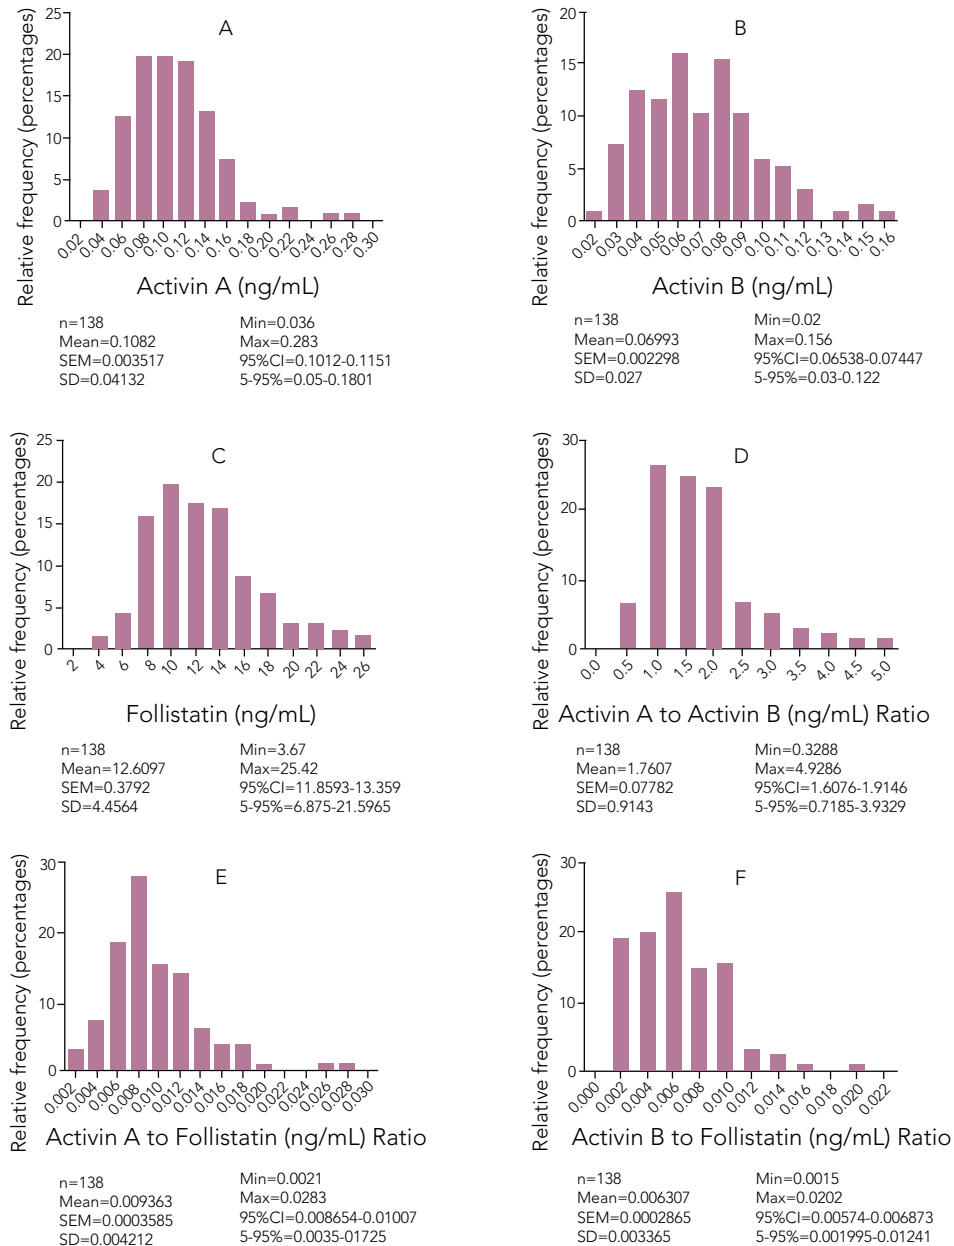 A
Relative frequency (percentages)
25
20
15
10
5
0
0.02 0.04 0.06 0.08 0.10 0.12 0.14 0.16 0.18 0.20 0.22 0.24 0.26 0.28 0.30
Activin A (ng/mL)
n=138
Mean=0.1082
SEM=0.003517
SD=0.04132
Min=0.036
Max=0.283
95%CI=0.1012-0.1151
5-95%=0.05-0.1801
B
Relative frequency (percentages)
20
15
10
5
0
0.02 0.03 0.04 0.05 0.06 0.07 0.08 0.09 0.10 0.11 0.12 0.13 0.14 0.15 0.16
Activin B (ng/mL)
n=138
Mean=0.06993
SEM=0.002298
SD=0.027
Min=0.02
Max=0.156
95%CI=0.06538-0.07447
5-95%=0.03-0.122
C
Relative frequency (percentages)
25
20
15
10
5
0
2 4 6 8 10 12 14 16 18 20 22 24 26
Follistatin (ng/mL)
n=138
Mean=12.6097
SEM=0.3792
SD=4.4564
Min=3.67
Max=25.42
95%CI=11.8593-13.359
5-95%=6.875-21.5965
D
Relative frequency (percentages)
30
20
10
0
0.0 0.5 1.0 1.5 2.0 2.5 3.0 3.5 4.0 4.5 5.0
Activin A to Activin B (ng/mL) Ratio
n=138
Mean=1.7607
SEM=0.07782
SD=0.9143
Min=0.3288
Max=4.9286
95%CI=1.6076-1.9146
5-95%=0.7185-3.9329
E
Relative frequency (percentages)
30
20
10
0
0.002 0.004 0.006 0.008 0.010 0.012 0.014 0.016 0.018 0.020 0.022 0.024 0.026 0.028 0.030
Activin A to Follistatin (ng/mL) Ratio
n=138
Mean=0.009363
SEM=0.0003585
SD=0.004212
Min=0.0021
Max=0.0283
95%CI=0.008654-0.01007
5-95%=0.0035-01725
F
Relative frequency (percentages)
30
20
10
0
0.000 0.002 0.004 0.006 0.008 0.010 0.012 0.014 0.016 0.018 0.020 0.022
Activin B to Follistatin (ng/mL) Ratio
n=138
Mean=0.006307
SEM=0.0002865
SD=0.003365
Min=0.0015
Max=0.0202
95%CI=0.00574-0.006873
5-95%=0.001995-0.01241